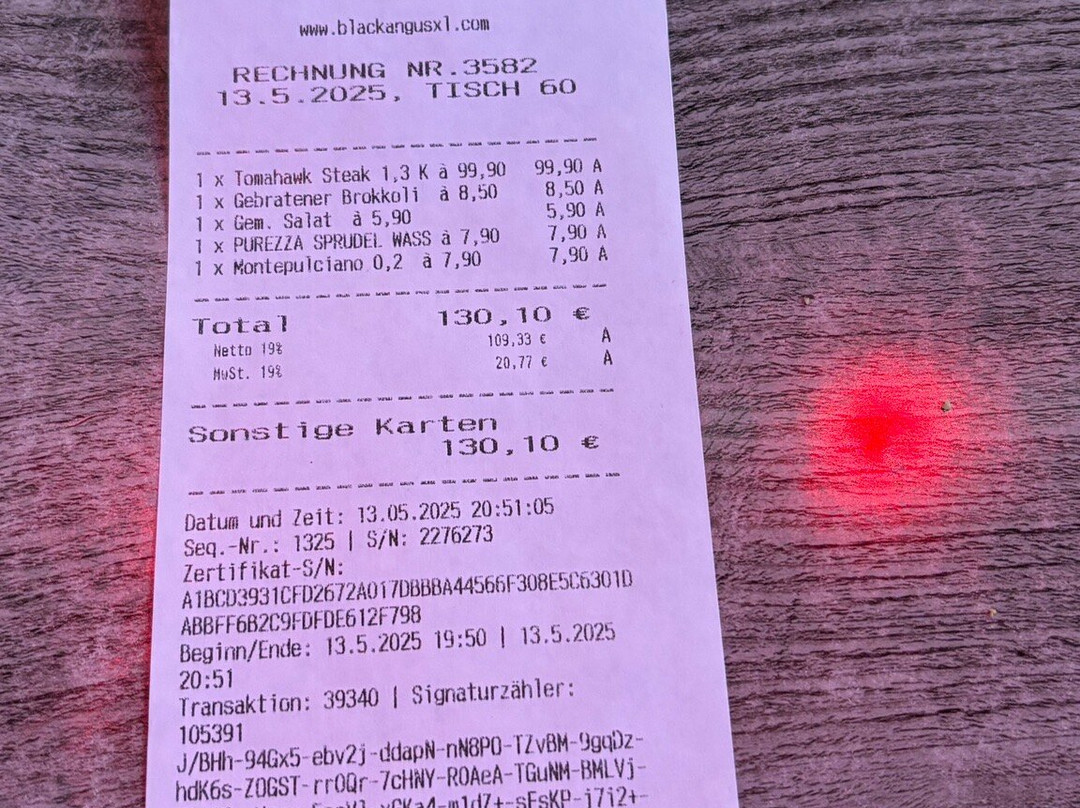 www.blackangusxl.com
RECHNUNG NR.3582
13.5.2025, TISCH 60
1 x Tomahawk Steak 1,3 K à 99,90 99,90 A
1 x Gebratener Brokkoli à 8,50 8,50 A
1 x Gem. Salat à 5,90 5,90 A
1 x PUREZZA SPRUDEL WASS à 7,90 7,90 A
1 x Montepulciano 0,2 à 7,90 7,90 A
Total 130,10 €
Netto 19% 109,33 € A
MwSt. 19% 20,77 € A
Sonstige Karten
130,10 €
Datum und Zeit: 13.05.2025 20:51:05
Seq.-Nr.: 1325 | S/N: 2276273
Zertifikat-S/N:
A1BCD3931CFD2672A017DBBBA44566F308E5C6301D
ABBFF6B2C9FDFDE612F798
Beginn/Ende: 13.5.2025 19:50 | 13.5.2025
20:51
Transaktion: 39340 | Signaturzähler:
105391
J/BHh-94Gx5-ebv2j-ddapN-nN8PO-TZvBM-9gqDz-
hdK6s-ZOGST-rrOQr-7cHNY-ROAeA-TGuNM-BMLVj-